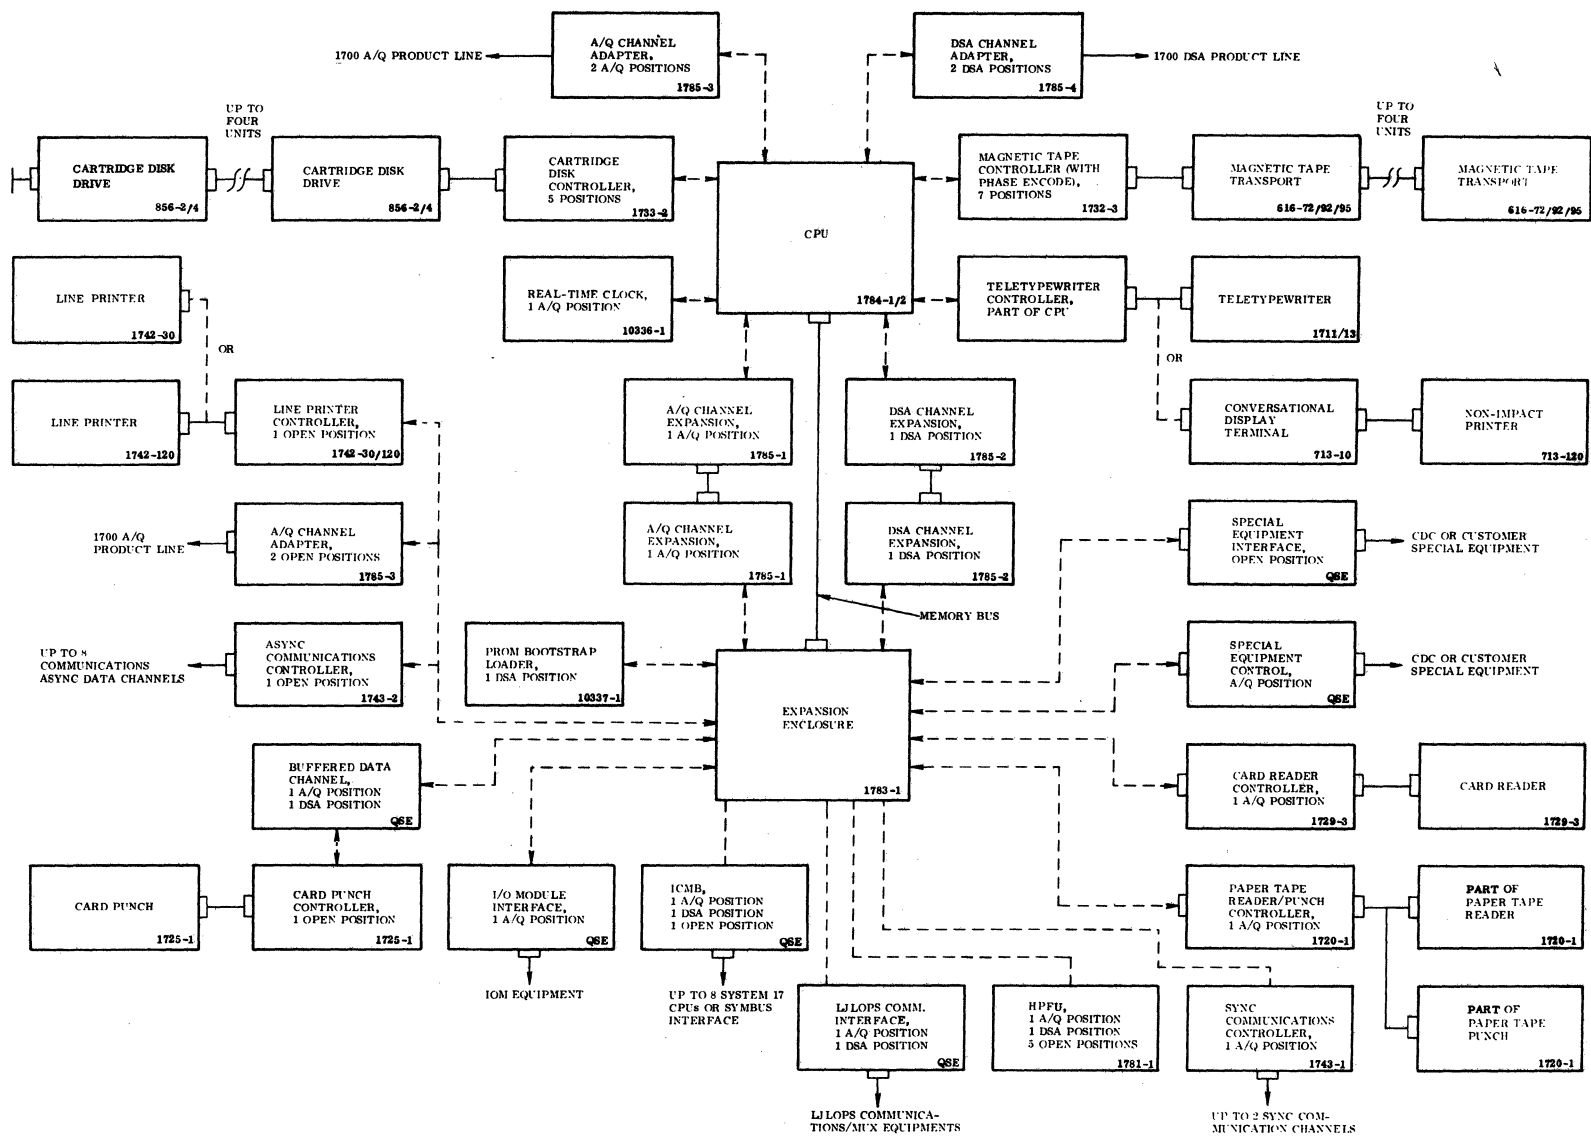 A/Q CHANNEL
ADAPTER,
2 A/Q POSITIONS
1785-3
1700 A/Q PRODUCT LINE
DSA CHANNEL
ADAPTER,
2 DSA POSITIONS
1785-4
1700 DSA PRODUCT LINE
UP TO
FOUR
UNITS
UP TO
FOUR
UNITS
CARTRIDGE DISK
DRIVE
856-2/4
CARTRIDGE DISK
DRIVE
856-2/4
CARTRIDGE
DISK
CONTROLLER,
5 POSITIONS
1733-2
CPU
1784-1/2
MAGNETIC TAPE
CONTROLLER (WITH
PHASE ENCODE),
7 POSITIONS
1732-3
MAGNETIC TAPE
TRANSPORT
616-72/92/95
MAGNETIC TAPE
TRANSPORT
616-72/92/95
LINE PRINTER
1742-30
OR
REAL-TIME CLOCK,
1 A/Q POSITION
10336-1
TELETYPEWRITER
CONTROLLER,
PART OF CPU
TELETYPEWRITER
1711/13
OR
LINE PRINTER
1742-120
LINE PRINTER
CONTROLLER,
1 OPEN POSITION
1742-30/120
A/Q CHANNEL
EXPANSION,
1 A/Q POSITION
1785-1
DSA CHANNEL
EXPANSION,
1 DSA POSITION
1785-2
CONVERSATIONAL
DISPLAY
TERMINAL
713-10
NON-IMPACT
PRINTER
713-120
1700 A/Q
PRODUCT LINE
A/Q CHANNEL
ADAPTER,
2 OPEN POSITIONS
1785-3
A/Q CHANNEL
EXPANSION,
1 A/Q POSITION
1785-1
DSA CHANNEL
EXPANSION,
1 DSA POSITION
1785-2
SPECIAL
EQUIPMENT
INTERFACE,
OPEN POSITION
QSE
CDC OR CUSTOMER
SPECIAL EQUIPMENT
MEMORY BUS
UP TO 8
COMMUNICATIONS
ASYNC DATA CHANNELS
ASYNC
COMMUNICATIONS
CONTROLLER,
1 OPEN POSITION
1743-2
PROM BOOTSTRAP
LOADER,
1 DSA POSITION
10337-1
EXPANSION
ENCLOSURE
1783-1
SPECIAL
EQUIPMENT
CONTROL,
A/Q POSITION
QSE
CDC OR CUSTOMER
SPECIAL EQUIPMENT
BUFFERED DATA
CHANNEL,
1 A/Q POSITION
1 DSA POSITION
QSE
CARD READER
CONTROLLER,
1 A/Q POSITION
1729-3
CARD READER
1729-3
CARD PUNCH
1725-1
CARD PUNCH
CONTROLLER,
1 OPEN POSITION
1725-1
I/O MODULE
INTERFACE,
1 A/Q POSITION
QSE
IOM EQUIPMENT
ICMB,
1 A/Q POSITION
1 DSA POSITION
1 OPEN POSITION
QSE
UP TO 8 SYSTEM 17
CPUs OR SYMBUS
INTERFACE
PAPER TAPE
READER/PUNCH
CONTROLLER,
1 A/Q POSITION
1720-1
PART OF
PAPER TAPE
READER
1720-1
LJLOPS COMM.
INTERFACE,
1 A/Q POSITION
1 DSA POSITION
QSE
LJLOPS COMMUNICA-
TIONS/MUX EQUIPMENTS
HPFU,
1 A/Q POSITION
1 DSA POSITION
5 OPEN POSITIONS
1781-1
SYNC
COMMUNICATIONS
CONTROLLER,
1 A/Q POSITION
1743-1
UP TO 2 SYNC COM-
MUNICATION CHANNELS
PART OF
PAPER TAPE
PUNCH
1720-1